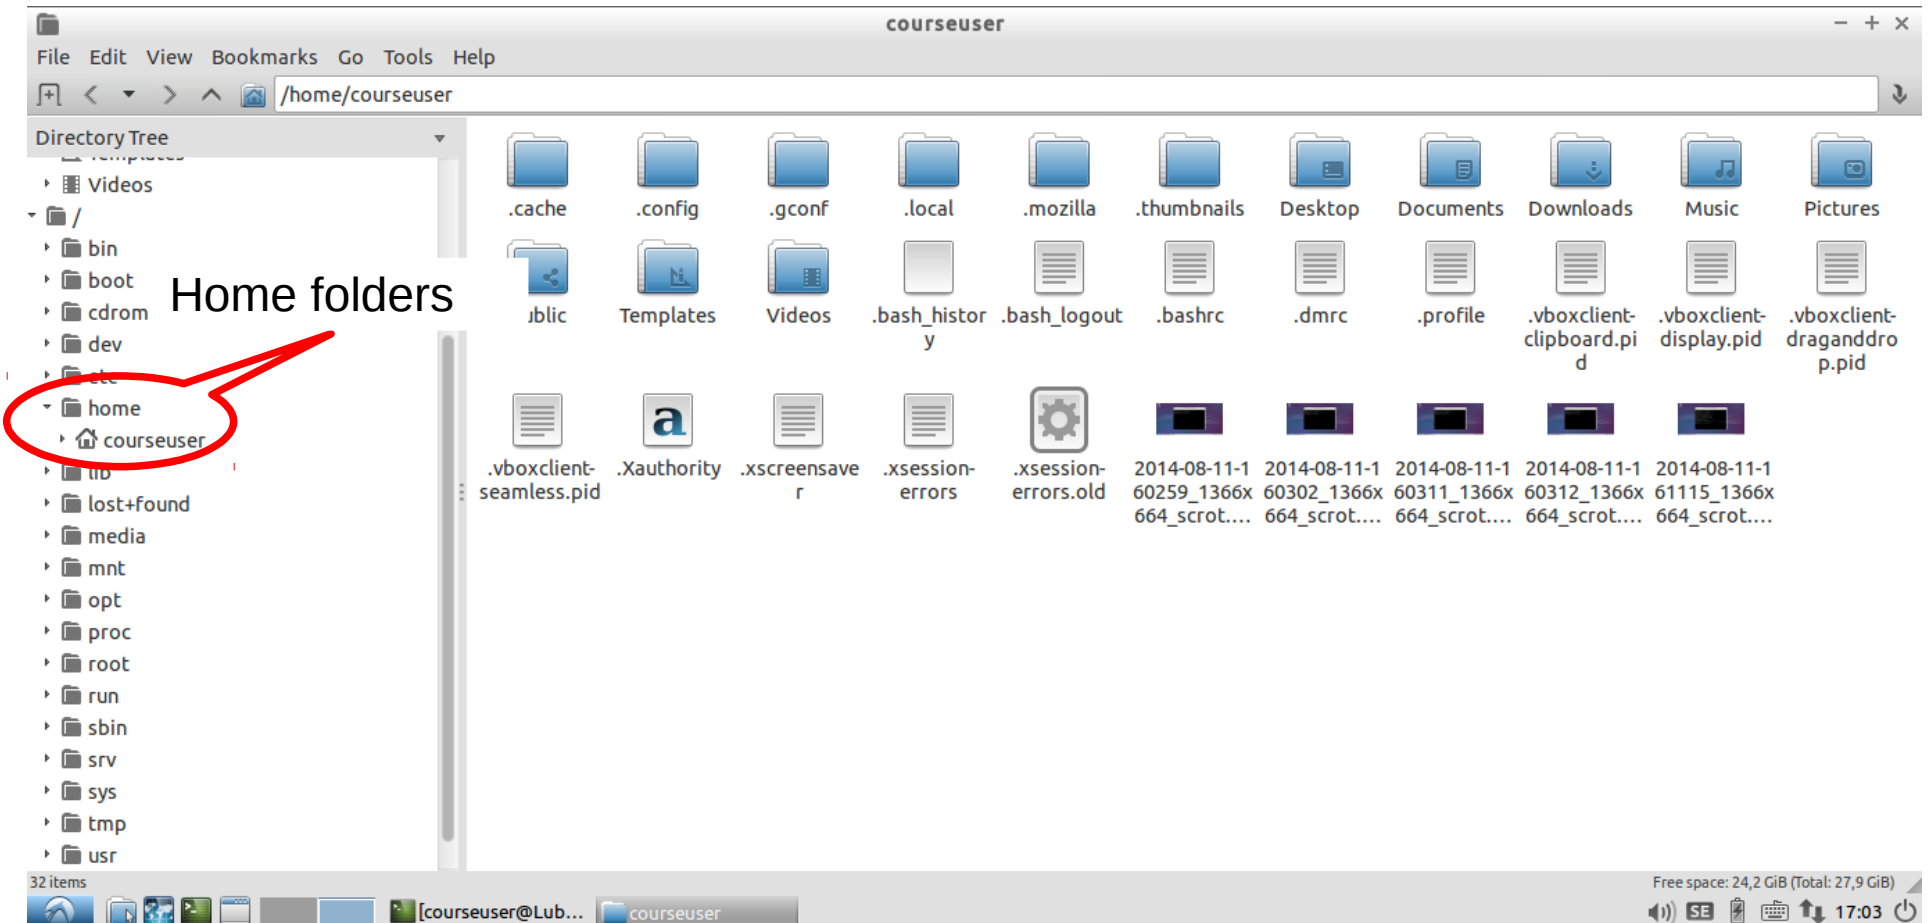 courseuser
File Edit View Bookmarks Go Tools Help
/home/courseuser
Directory Tree
Templates
Videos
/
bin
boot
cdrom
dev
etc
home
courseuser
lib
lost+found
media
mnt
opt
proc
root
run
sbin
srv
sys
tmp
usr
Home folders
.cache .config .gconf .local .mozilla .thumbnails Desktop Documents Downloads Music Pictures
ublic Templates Videos .bash_histor .bash_logout .bashrc .dmrc .profile .vboxclient- .vboxclient- .vboxclient-
y clipboard.pi display.pid draganddro
d p.pid
a
.vboxclient- .Xauthority .xscreensave .xsession- .xsession- 2014-08-11-1 2014-08-11-1 2014-08-11-1 2014-08-11-1 2014-08-11-1
seamless.pid r errors errors.old 60259_1366x 60302_1366x 60311_1366x 60312_1366x 61115_1366x
664_scrot.... 664_scrot.... 664_scrot.... 664_scrot.... 664_scrot....
32 items Free space: 24,2 GiB (Total: 27,9 GiB)
[courseuser@Lub... courseuser SE 17:03